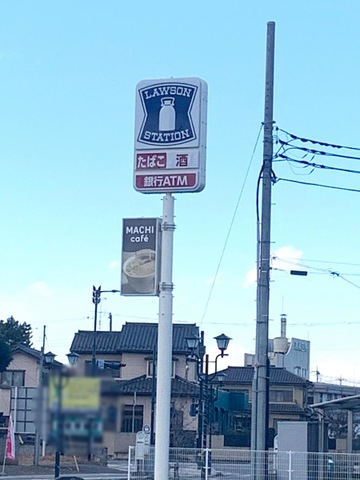 LAWSON
STATION
たばこ 酒
銀行ATM
MACHI
café